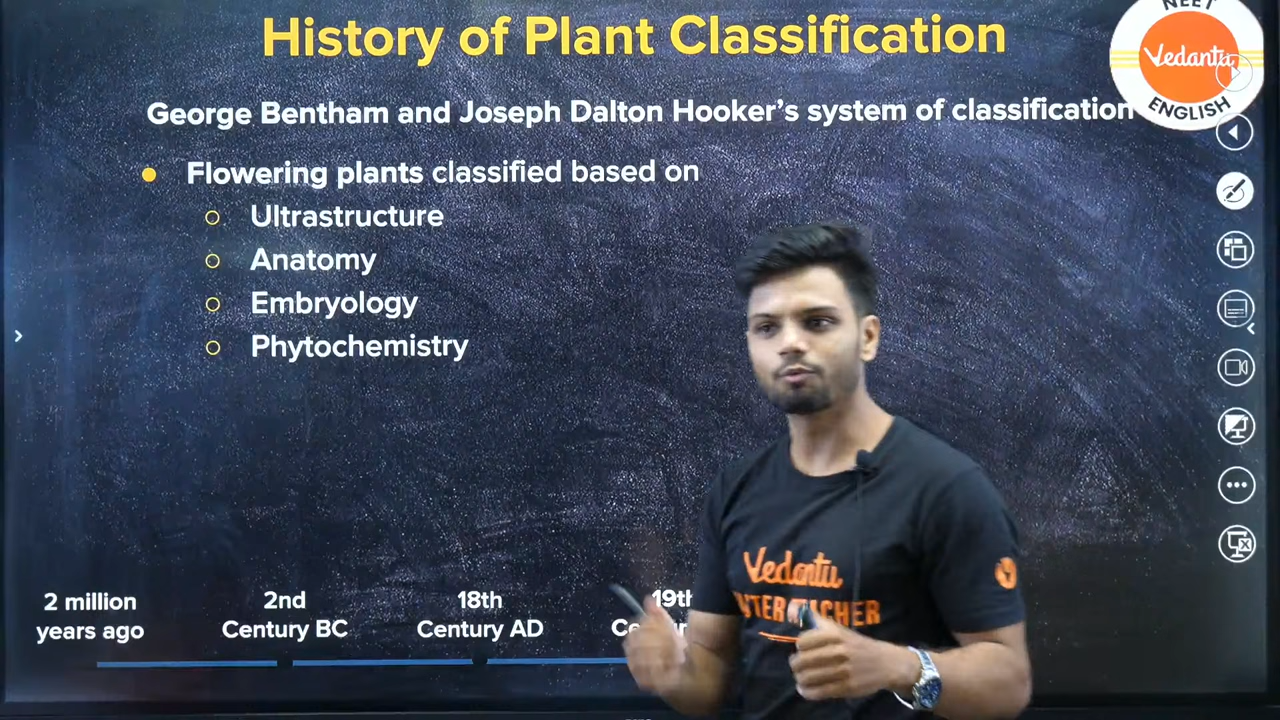 History of Plant Classification
NEET
Vedantu
ENGLISH
George Bentham and Joseph Dalton Hooker's system of classification
Flowering plants classified based on
Ultrastructure
Anatomy
Embryology
Phytochemistry
2 million
years ago
2nd
Century BC
18th
Century AD
19th
Vedantu